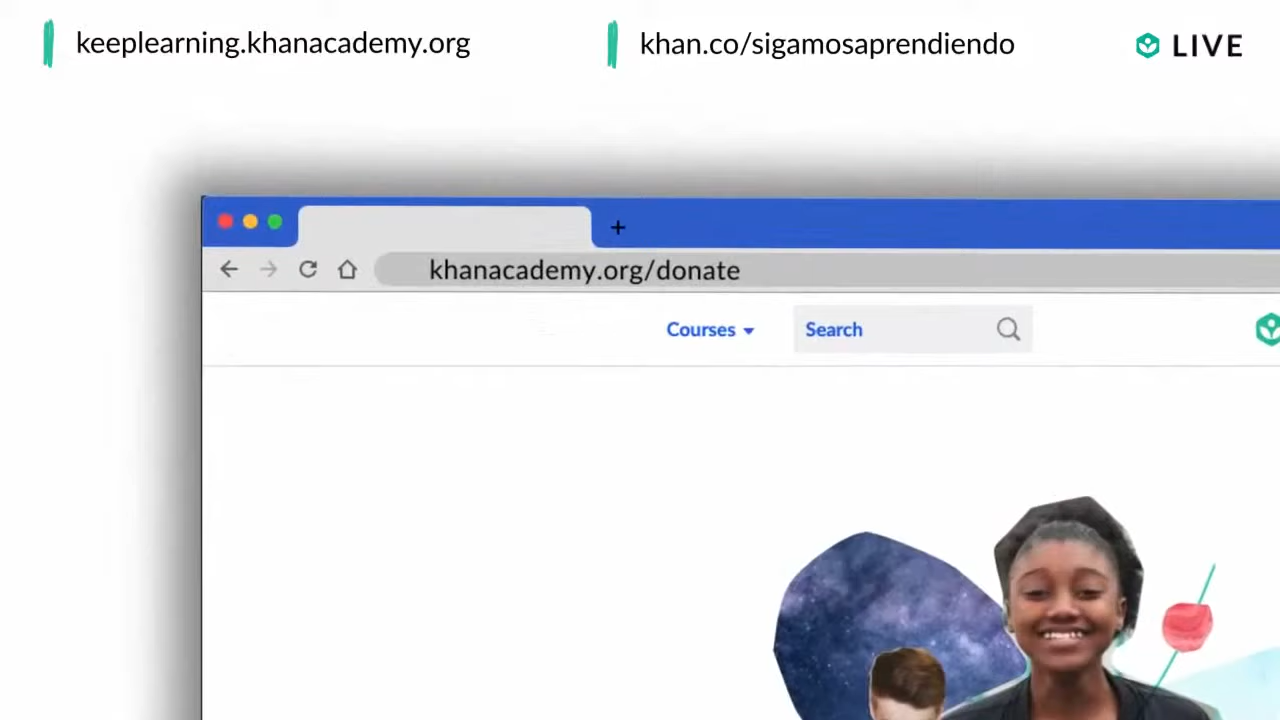 keeplearning.khanacademy.org
khan.co/sigamosaprendiendo
LIVE
khanacademy.org/donate
Courses
Search